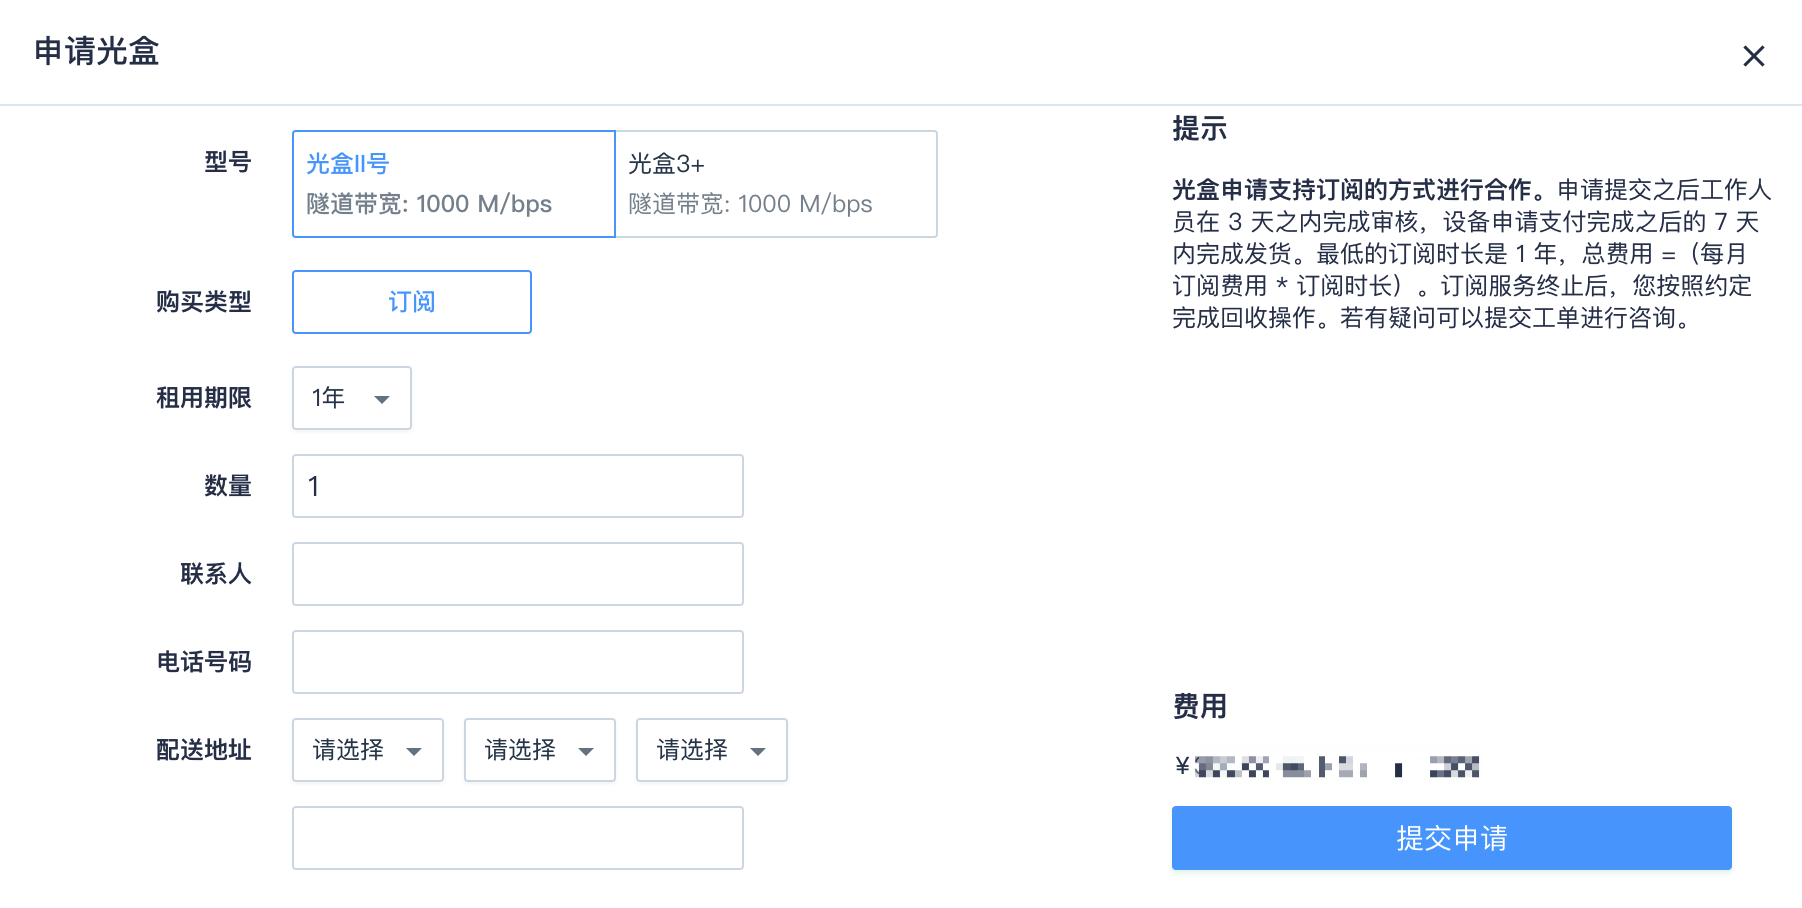 申请光盒
型号
光盒II号
隧道带宽: 1000 M/bps
光盒3+
隧道带宽: 1000 M/bps
购买类型
订阅
租用期限
1年
数量
1
联系人
电话号码
配送地址
请选择
请选择
请选择
提示
光盒申请支持订阅的方式进行合作。申请提交之后工作人
员在 3 天之内完成审核，设备申请支付完成之后的 7 天
内完成发货。最低的订阅时长是 1 年，总费用 =（每月
订阅费用 * 订阅时长）。订阅服务终止后，您按照约定
完成回收操作。若有疑问可以提交工单进行咨询。
费用
¥
提交申请